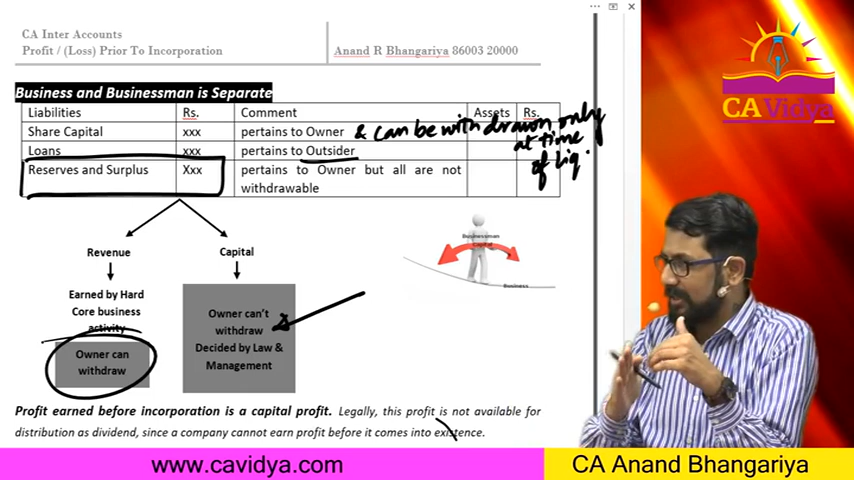 CA Inter Accounts
Profit / (Loss) Prior To Incorporation
Anand R Bhangariya 86003 20000
CA Vidya
Business and Businessman is Separate
Liabilities Rs. Comment Assets Rs.
Share Capital xxx pertains to Owner & can be withdrawn only
at time
of Liq.
Loans xxx pertains to Outsider
Reserves and Surplus Xxx pertains to Owner but all are not
withdrawable
Revenue Capital
Earned by Hard
Core business
activity
Owner can
withdraw
Owner can't
withdraw
Decided by Law &
Management
Businessman
Capital
Business
Profit earned before incorporation is a capital profit. Legally, this profit is not available for
distribution as dividend, since a company cannot earn profit before it comes into existence.
www.cavidya.com CA Anand Bhangariya